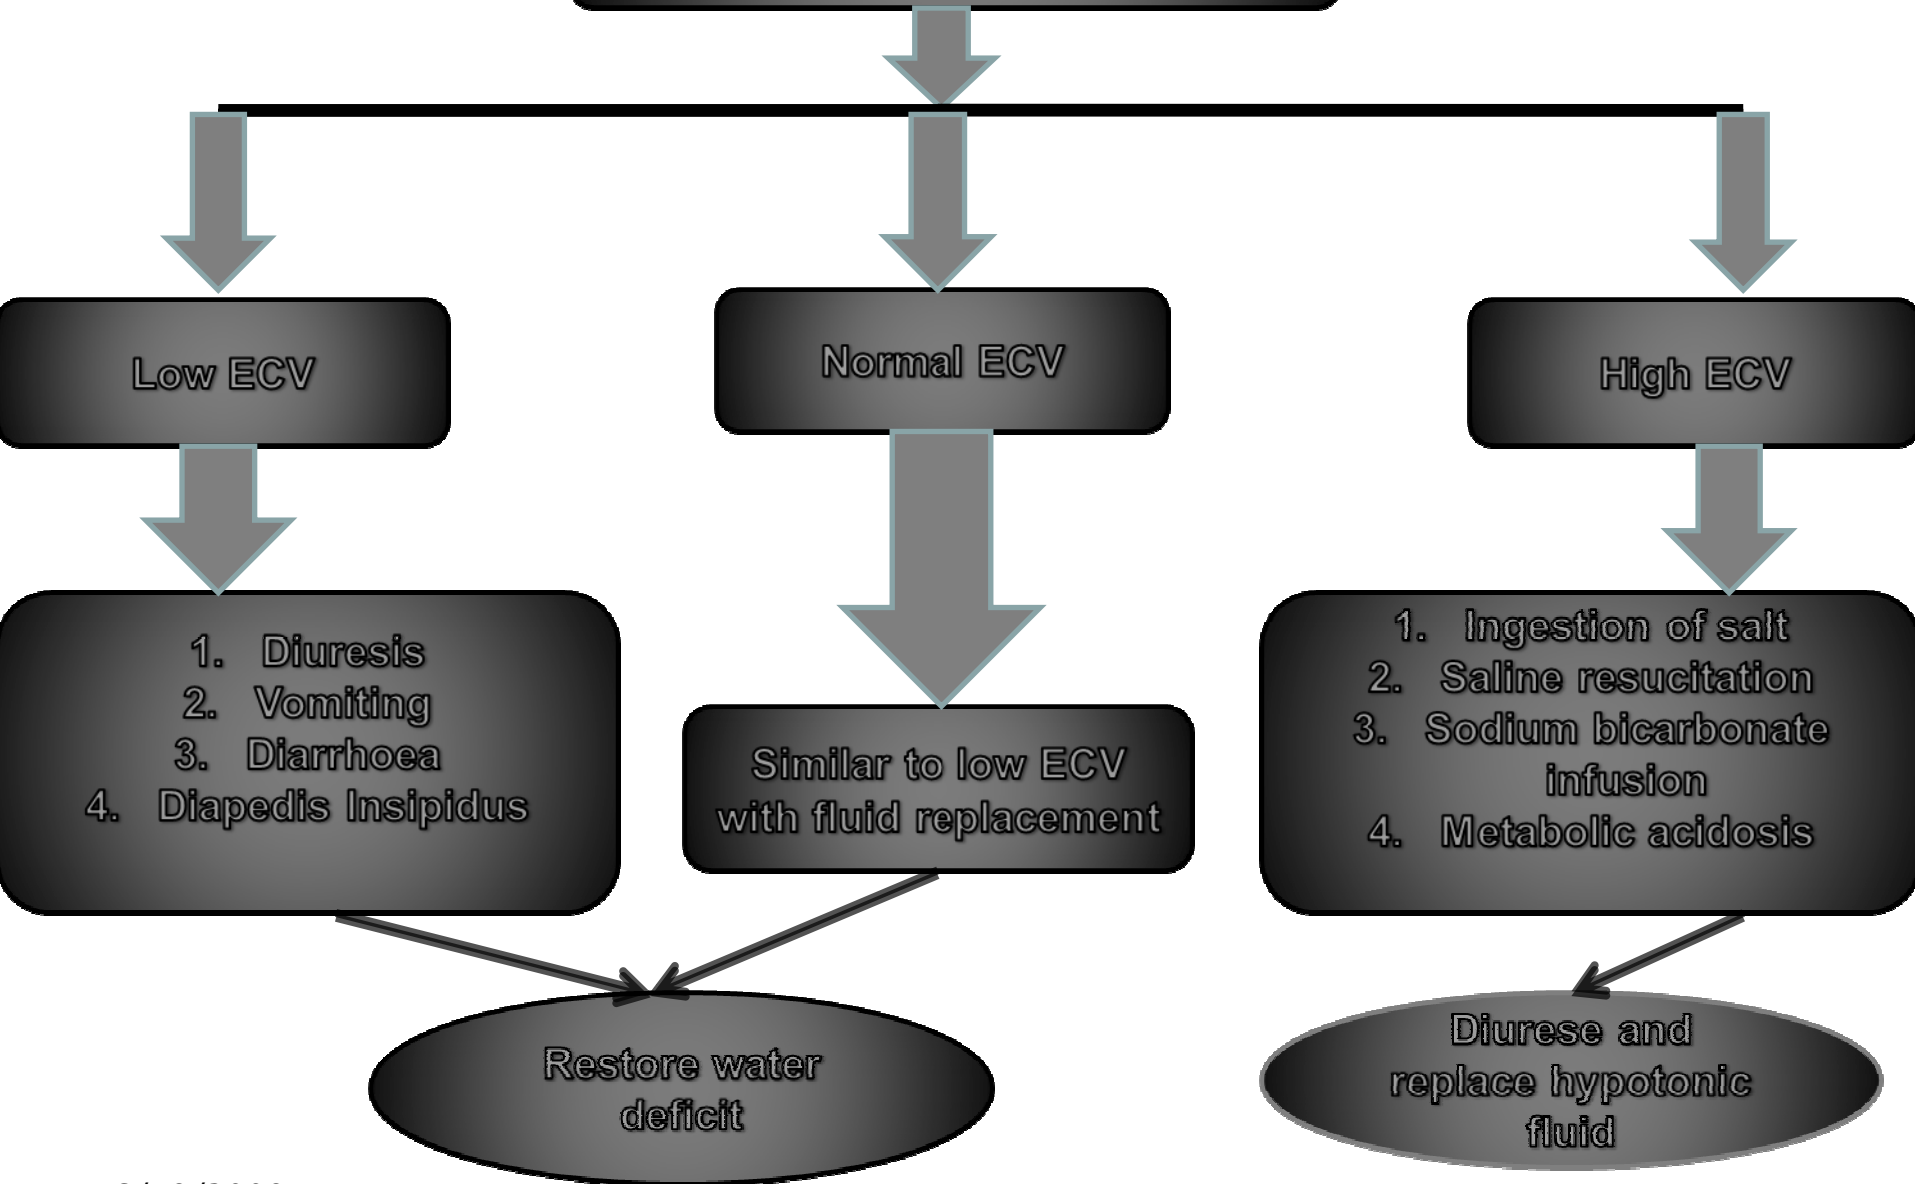 Low ECV
Normal ECV
High ECV
1. Diuresis
2. Vomiting
3. Diarrhoea
4. Diapedis Insipidus
Similar to low ECV
with fluid replacement
1. Ingestion of salt
2. Saline resucitation
3. Sodium bicarbonate
infusion
4. Metabolic acidosis
Restore water
deficit
Diurese and
replace hypotonic
fluid